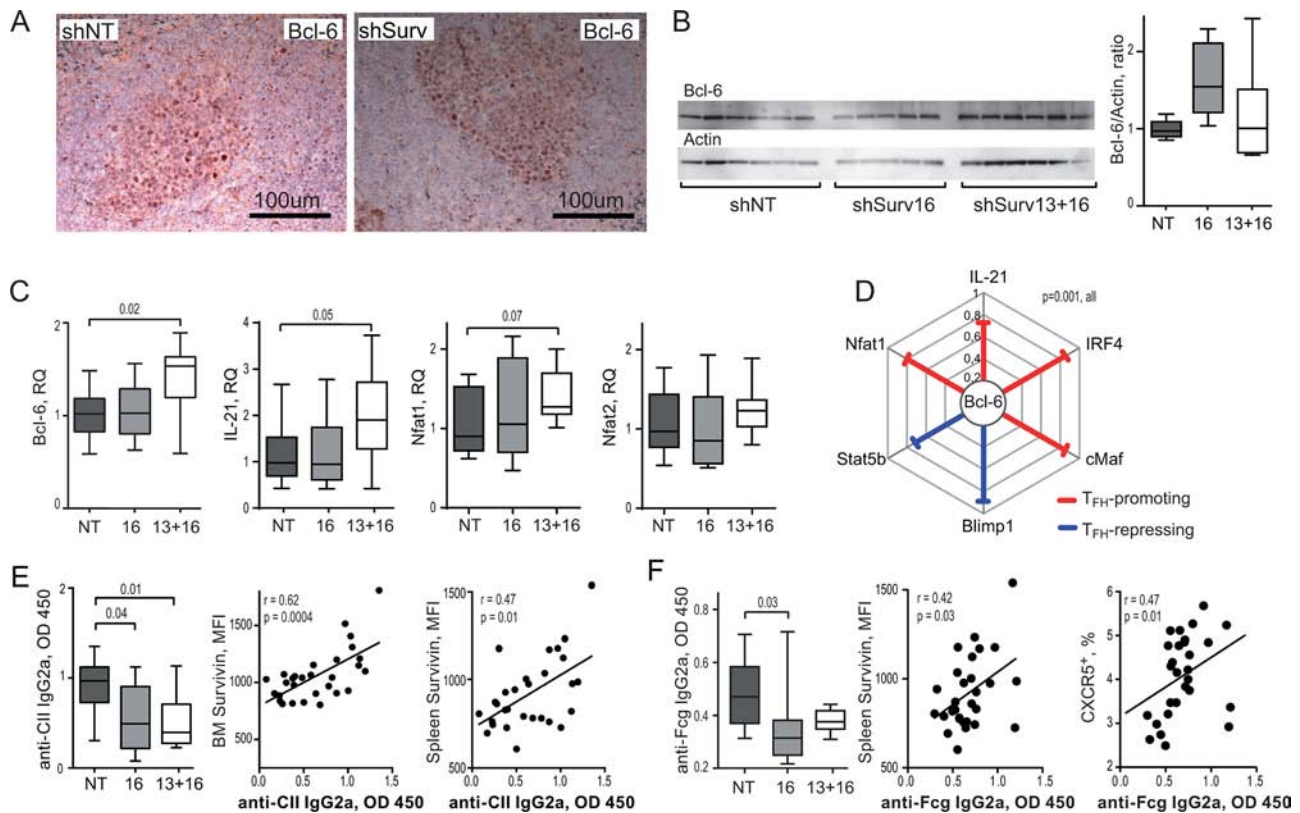 A
shNT
Bcl-6
100um
shSurv
Bcl-6
100um
B
Bcl-6
Actin
shNT
shSurv16
shSurv13+16
Bcl-6/Actin, ratio
2
1
0
NT
16
13+16
C
Bcl-6, RQ
2
1
0
0.02
NT
16
13+16
IL-21, RQ
4
3
2
1
0
0.05
NT
16
13+16
Nfat1, RQ
2
1
0
0.07
NT
16
13+16
Nfat2, RQ
2
1
0
NT
16
13+16
D
IL-21
p=0.001, all
1
0,8
0,6
0,4
0,2
Nfat1
IRF4
Bcl-6
Stat5b
cMaf
Blimp1
TFH-promoting
TFH-repressing
E
anti-CII IgG2a, OD 450
2
1
0
0.01
0.04
NT
16
13+16
BM Survivin, MFI
1500
1000
500
r = 0.62
p = 0.0004
0.0
0.5
1.0
1.5
anti-CII IgG2a, OD 450
Spleen Survivin, MFI
1500
1000
500
r = 0.47
p = 0.01
0.0
0.5
1.0
1.5
anti-CII IgG2a, OD 450
F
anti-Fcg IgG2a, OD 450
0.8
0.6
0.4
0.2
0.03
NT
16
13+16
Spleen Survivin, MFI
1500
1000
500
r = 0.42
p = 0.03
0.0
0.5
1.0
1.5
anti-Fcg IgG2a, OD 450
CXCR5+, %
6
5
4
3
2
r = 0.47
p = 0.01
0.0
0.5
1.0
1.5
anti-Fcg IgG2a, OD 450